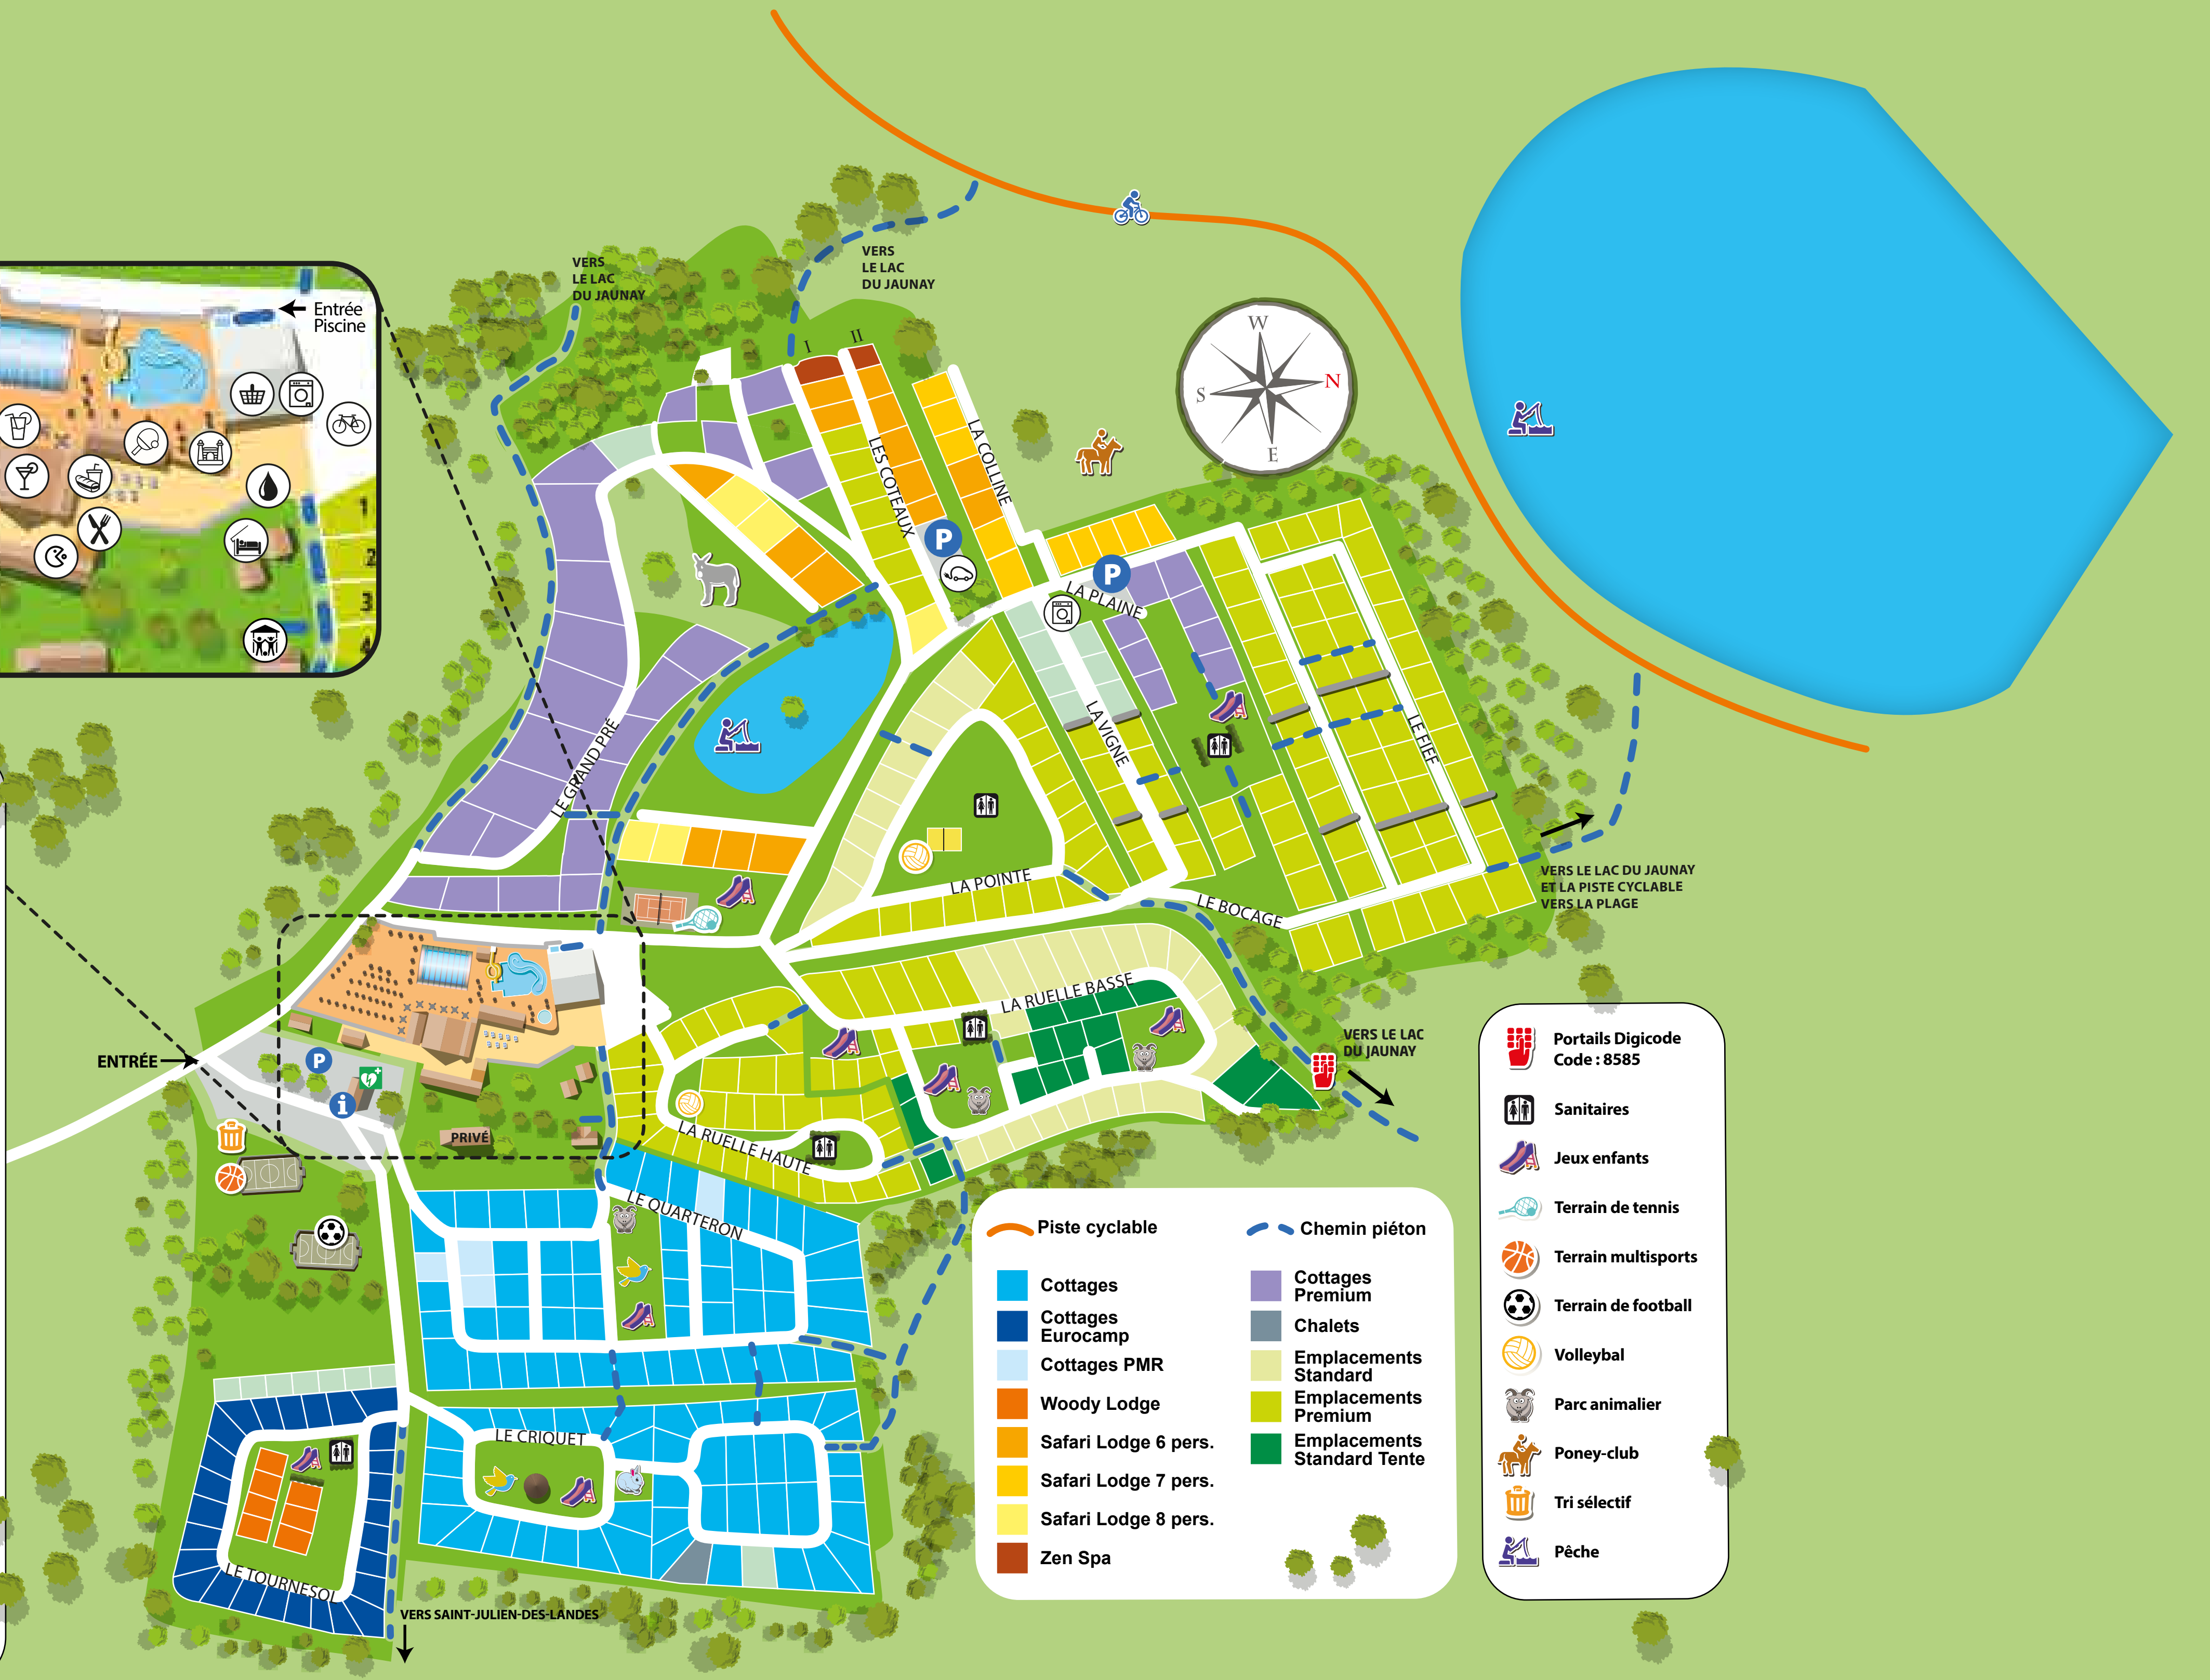 VERS
LE LAC
DU JAUNAY
VERS
LE LAC
DU JAUNAY
Entrée
Piscine
1
2
3
4
I
II
W
N
S
E
LES COTEAUX
LA COLLINE
P
P
LA PLAINE
LE GRAND PRÉ
LA VIGNE
LE FIEF
LA POINTE
LE BOCAGE
VERS LE LAC DU JAUNAY
ET LA PISTE CYCLABLE
VERS LA PLAGE
LA RUELLE BASSE
VERS LE LAC
DU JAUNAY
ENTRÉE
P
i
PRIVÉ
LA RUELLE HAUTE
LE QUARTERON
LE CRIQUET
LE TOURNESOL
VERS SAINT-JULIEN-DES-LANDES
Piste cyclable
Chemin piéton
Cottages
Cottages
Eurocamp
Cottages PMR
Woody Lodge
Safari Lodge 6 pers.
Safari Lodge 7 pers.
Safari Lodge 8 pers.
Zen Spa
Cottages
Premium
Chalets
Emplacements
Standard
Emplacements
Premium
Emplacements
Standard Tente
Portails Digicode
Code : 8585
Sanitaires
Jeux enfants
Terrain de tennis
Terrain multisports
Terrain de football
Volleybal
Parc animalier
Poney-club
Tri sélectif
Pêche